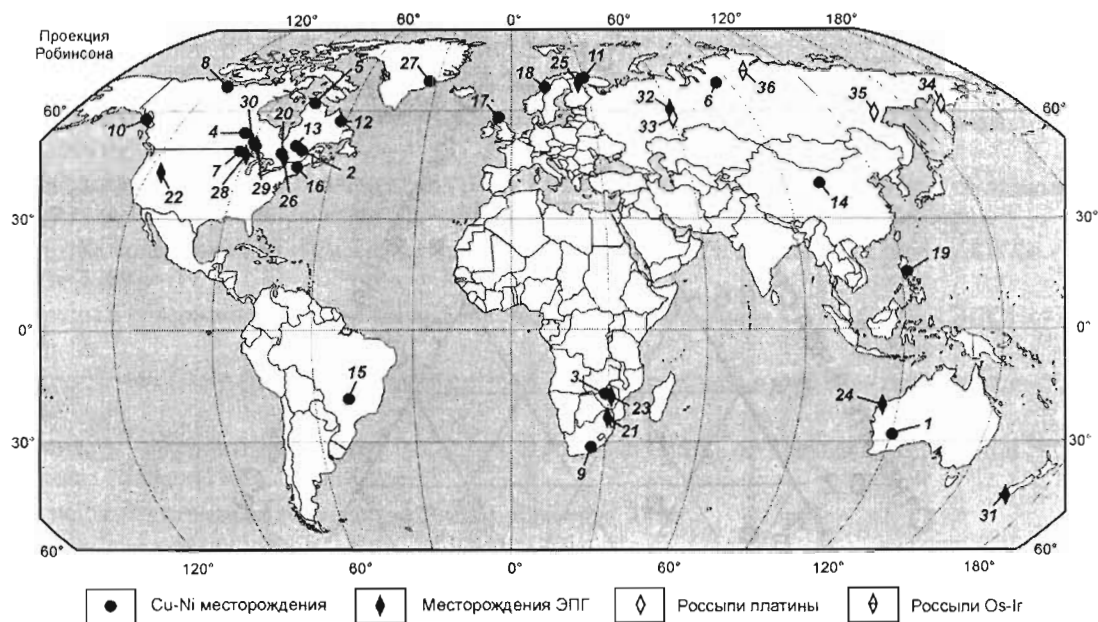 120° 60° 0° 60° 120° 180°
Проекция
Робинсона
8 27 25 11
5 18 36 34
30 20 32 6 35
60° 17 60°
10 4 13 12 33
7 2
22 28 29 26 16 14
30° 30°
19
0° 0°
15 3 23 24 1
21
30° 30°
9
31
60° 60°
120° 60° 0° 60° 120° 180°
Cu-Ni месторождения Месторождения ЭПГ Россыпи платины Россыпи Os-Ir